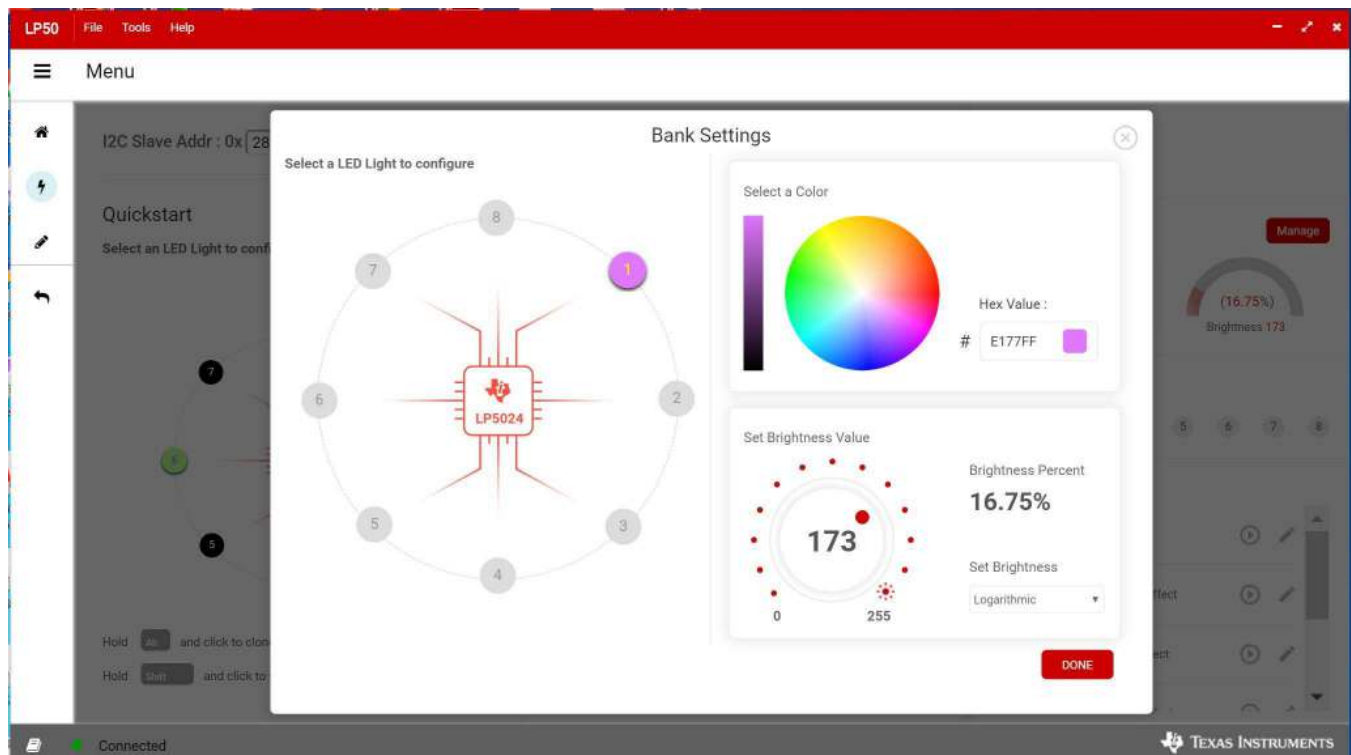 LP50 File Tools Help
Menu
I2C Slave Addr : 0x 28
Quickstart
Select an LED Light to conf
7
6
5
Hold Alt and click to clon
Hold Shift and click to
Bank Settings
Select a LED Light to configure
8
1
7
2
6
3
5
4
LP5024
Select a Color
Hex Value :
# E177FF
Set Brightness Value
173
0 255
Brightness Percent
16.75%
Set Brightness
Logarithmic
DONE
Manage
(16.75%)
Brightness 173
5 6 7 8
ffect
ect
Connected
TEXAS INSTRUMENTS